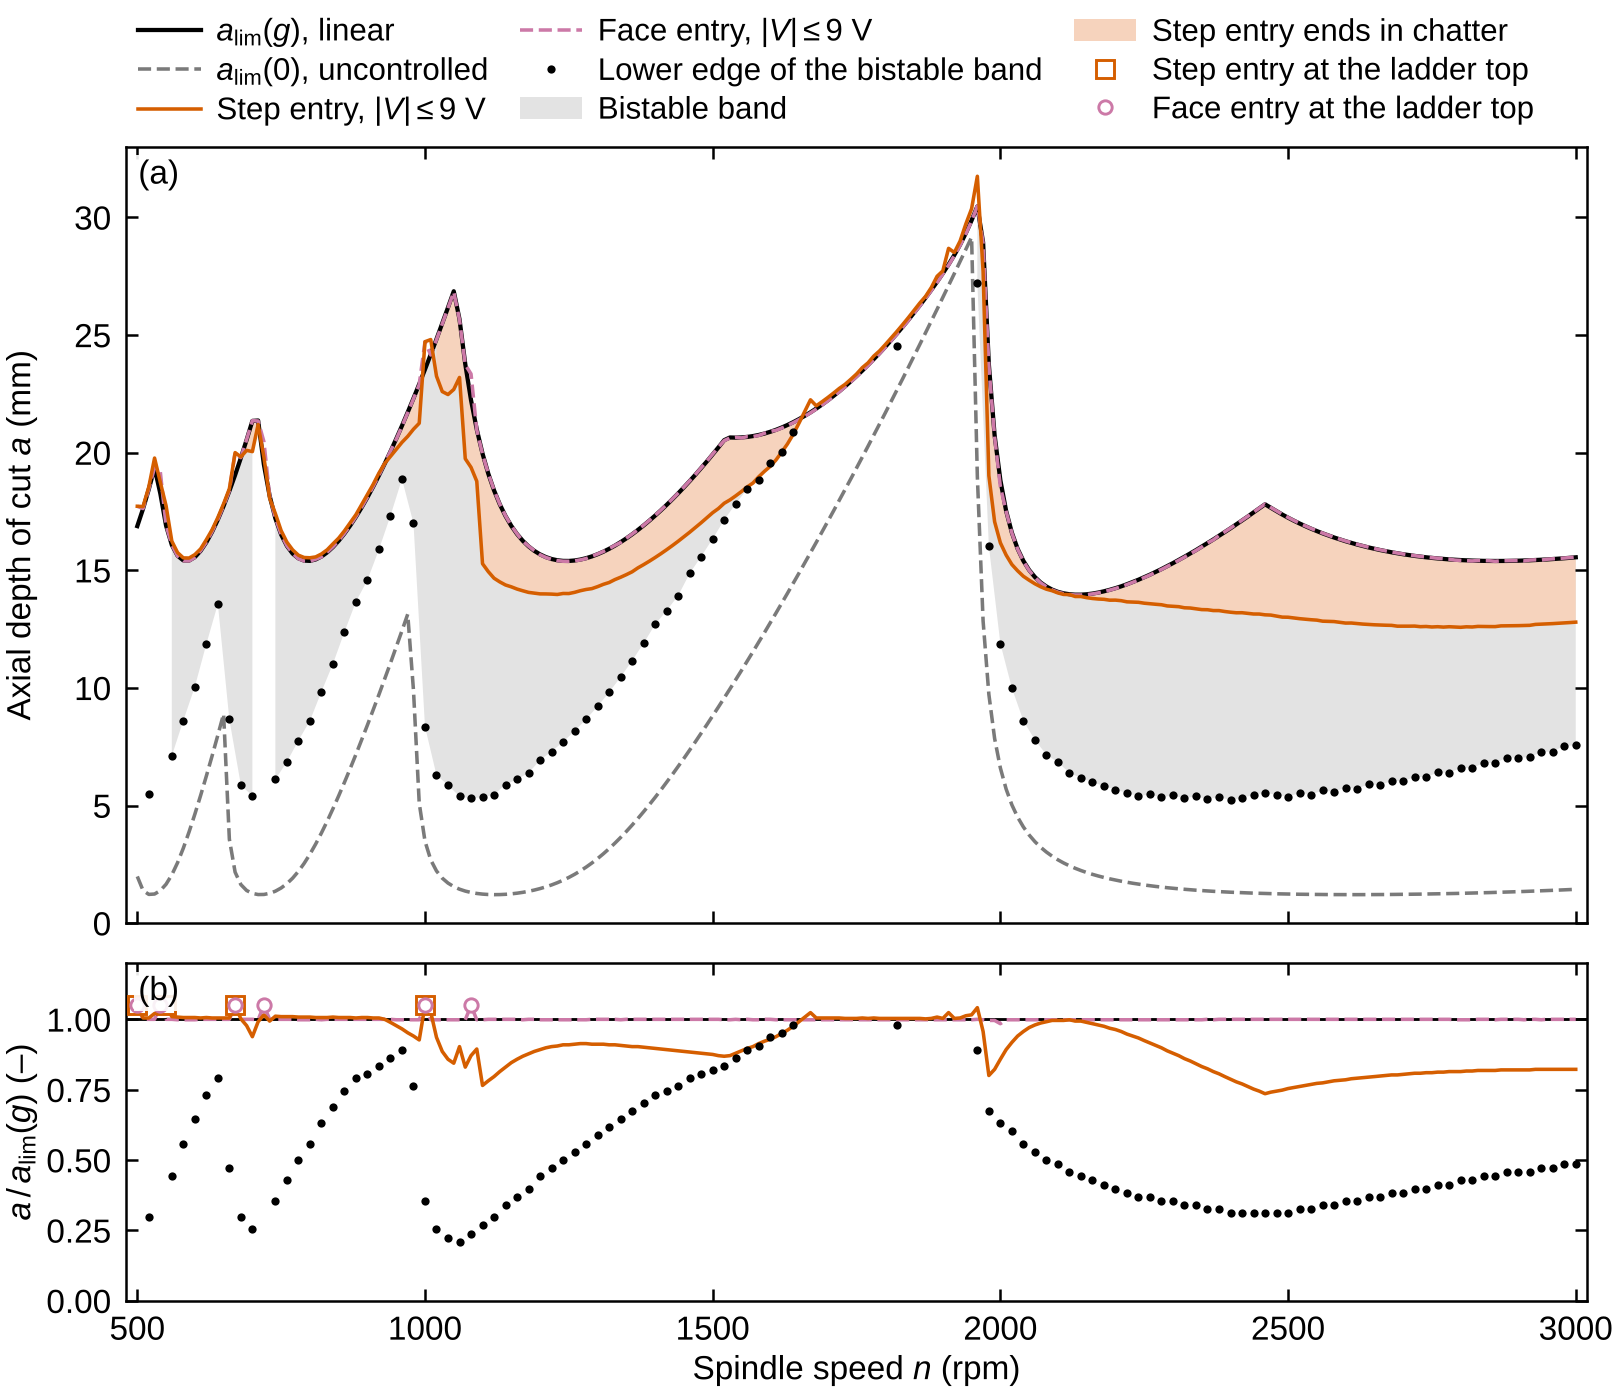 a_lim(g), linear
a_lim(0), uncontrolled
Step entry, |V| ≤ 9 V
Face entry, |V| ≤ 9 V
Lower edge of the bistable band
Bistable band
Step entry ends in chatter
Step entry at the ladder top
Face entry at the ladder top
(a)
30
25
20
15
10
5
0
Axial depth of cut a (mm)
(b)
1.00
0.75
0.50
0.25
0.00
a / a_lim(g) (–)
500 1000 1500 2000 2500 3000
Spindle speed n (rpm)